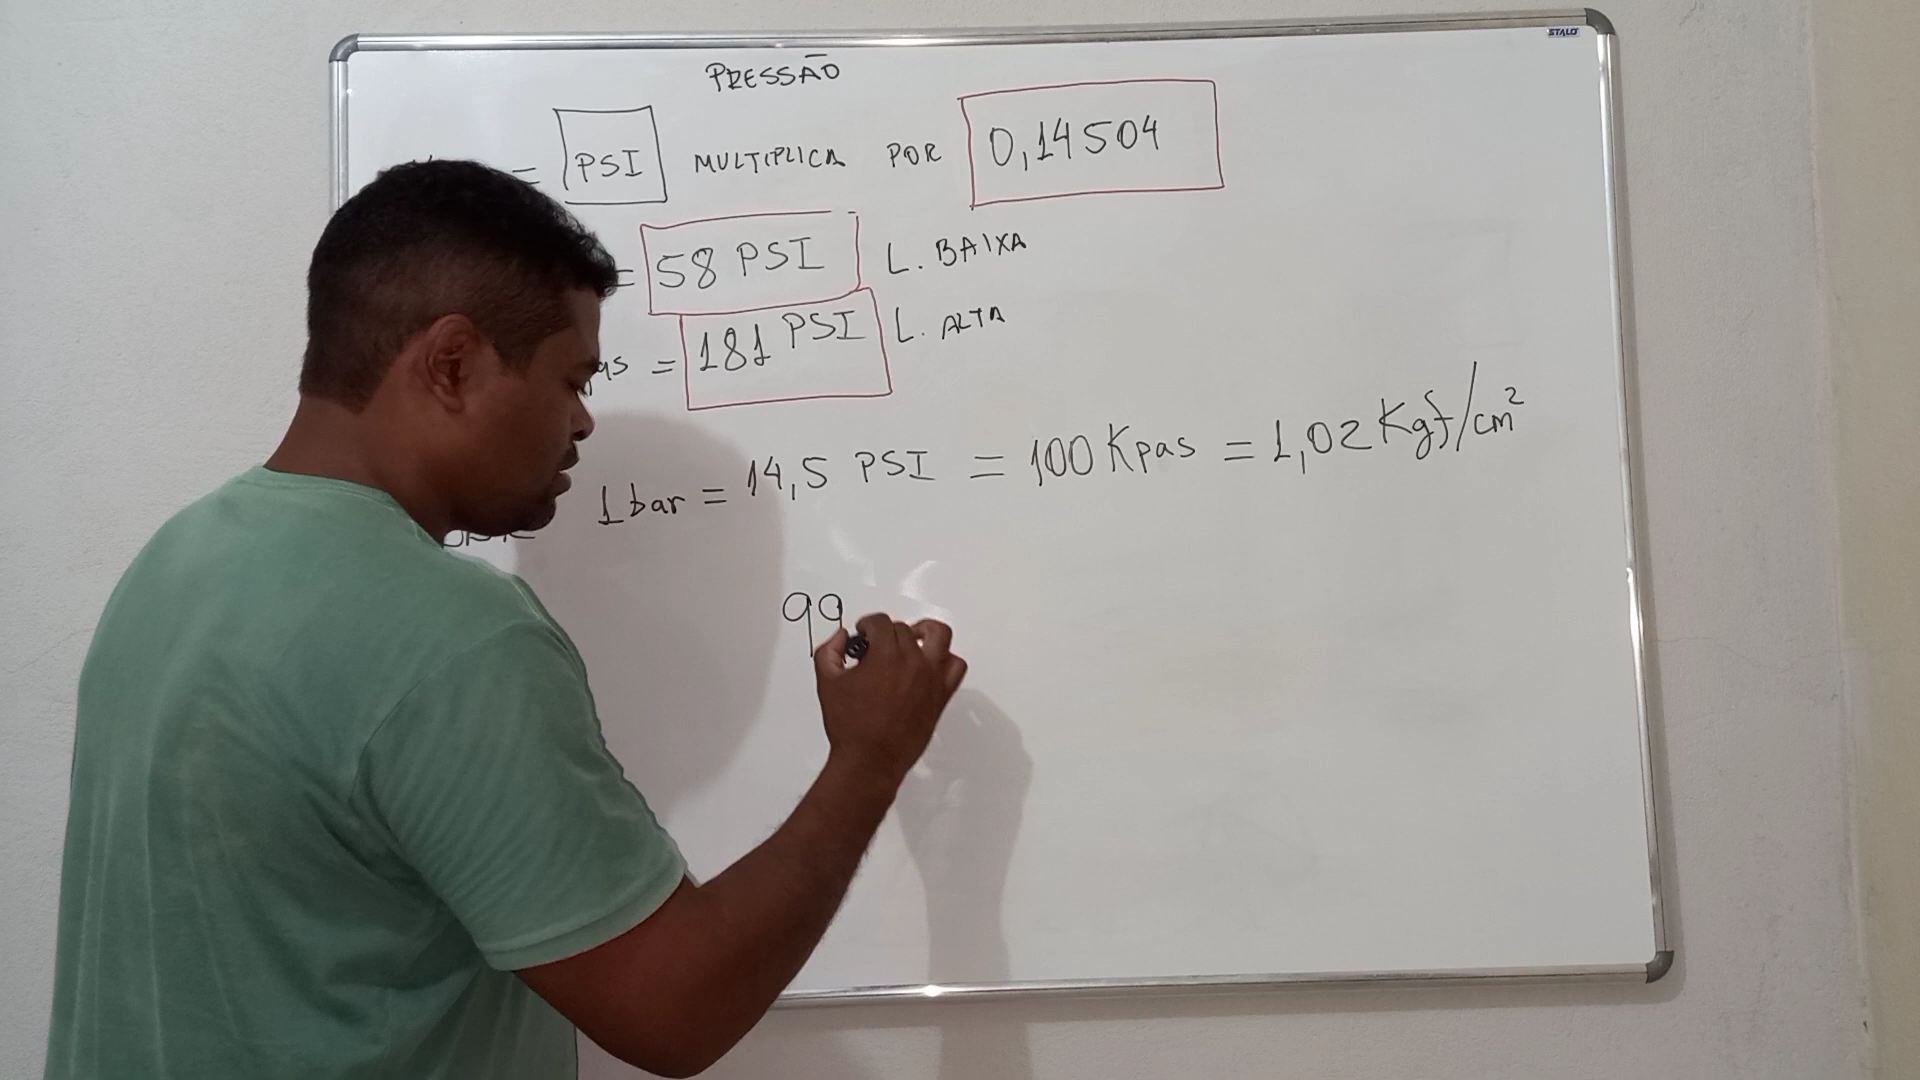 STALO
PRESSÃO
= PSI MULTIPLICA POR 0,14504
= 58 PSI L. BAIXA
= 181 PSI L. ALTA
1 bar = 14,5 PSI = 100 Kpas = 1,02 Kgf/cm²
99